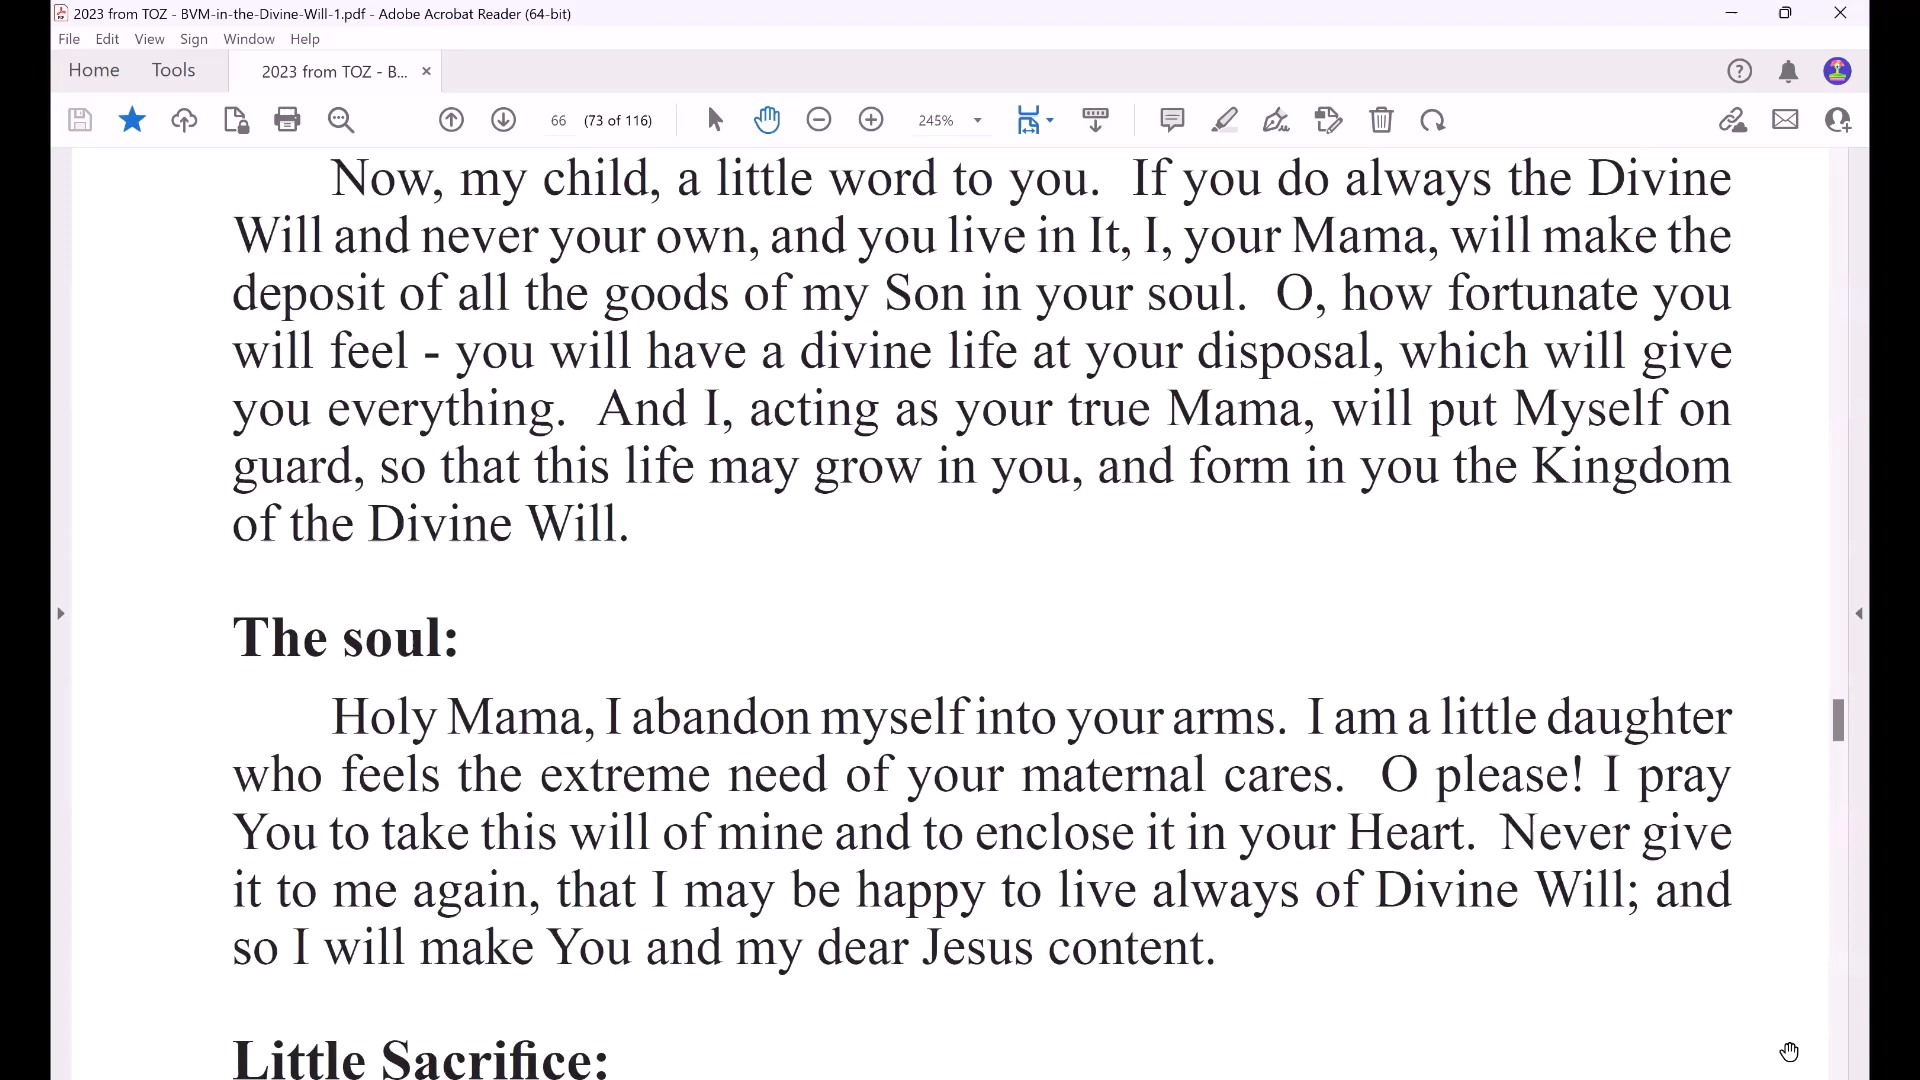 2023 from TOZ - BVM-in-the-Divine-Will-1.pdf - Adobe Acrobat Reader (64-bit)
File Edit View Sign Window Help
Home Tools 2023 from TOZ - B... ×
66 (73 of 116) 245%
Now, my child, a little word to you. If you do always the Divine
Will and never your own, and you live in It, I, your Mama, will make the
deposit of all the goods of my Son in your soul. O, how fortunate you
will feel - you will have a divine life at your disposal, which will give
you everything. And I, acting as your true Mama, will put Myself on
guard, so that this life may grow in you, and form in you the Kingdom
of the Divine Will.
The soul:
Holy Mama, I abandon myself into your arms. I am a little daughter
who feels the extreme need of your maternal cares. O please! I pray
You to take this will of mine and to enclose it in your Heart. Never give
it to me again, that I may be happy to live always of Divine Will; and
so I will make You and my dear Jesus content.
Little Sacrifice: